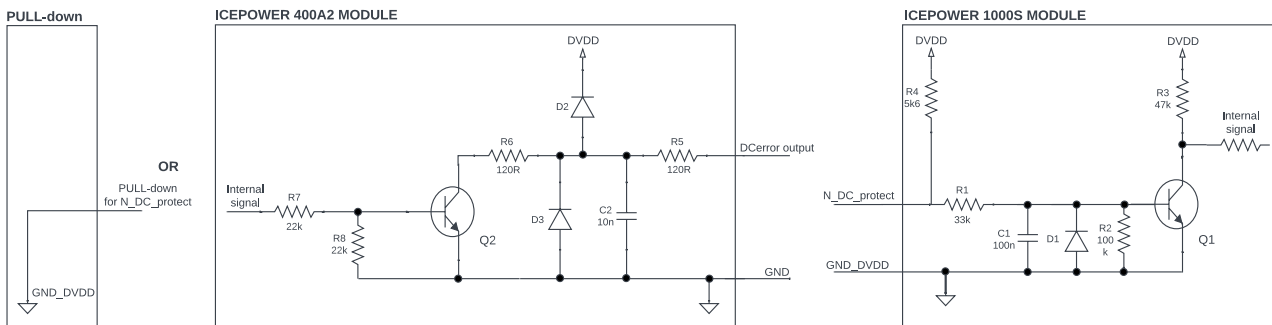 PULL-down
OR
PULL-down
for N_DC_protect
GND_DVDD
ICEPOWER 400A2 MODULE
DVDD
D2
R6
120R
R5
120R
DCerror output
Internal
signal
R7
22k
R8
22k
Q2
D3
C2
10n
GND
ICEPOWER 1000S MODULE
DVDD
R4
5k6
DVDD
R3
47k
Internal
signal
N_DC_protect
R1
33k
C1
100n
D1
R2
100
k
Q1
GND_DVDD